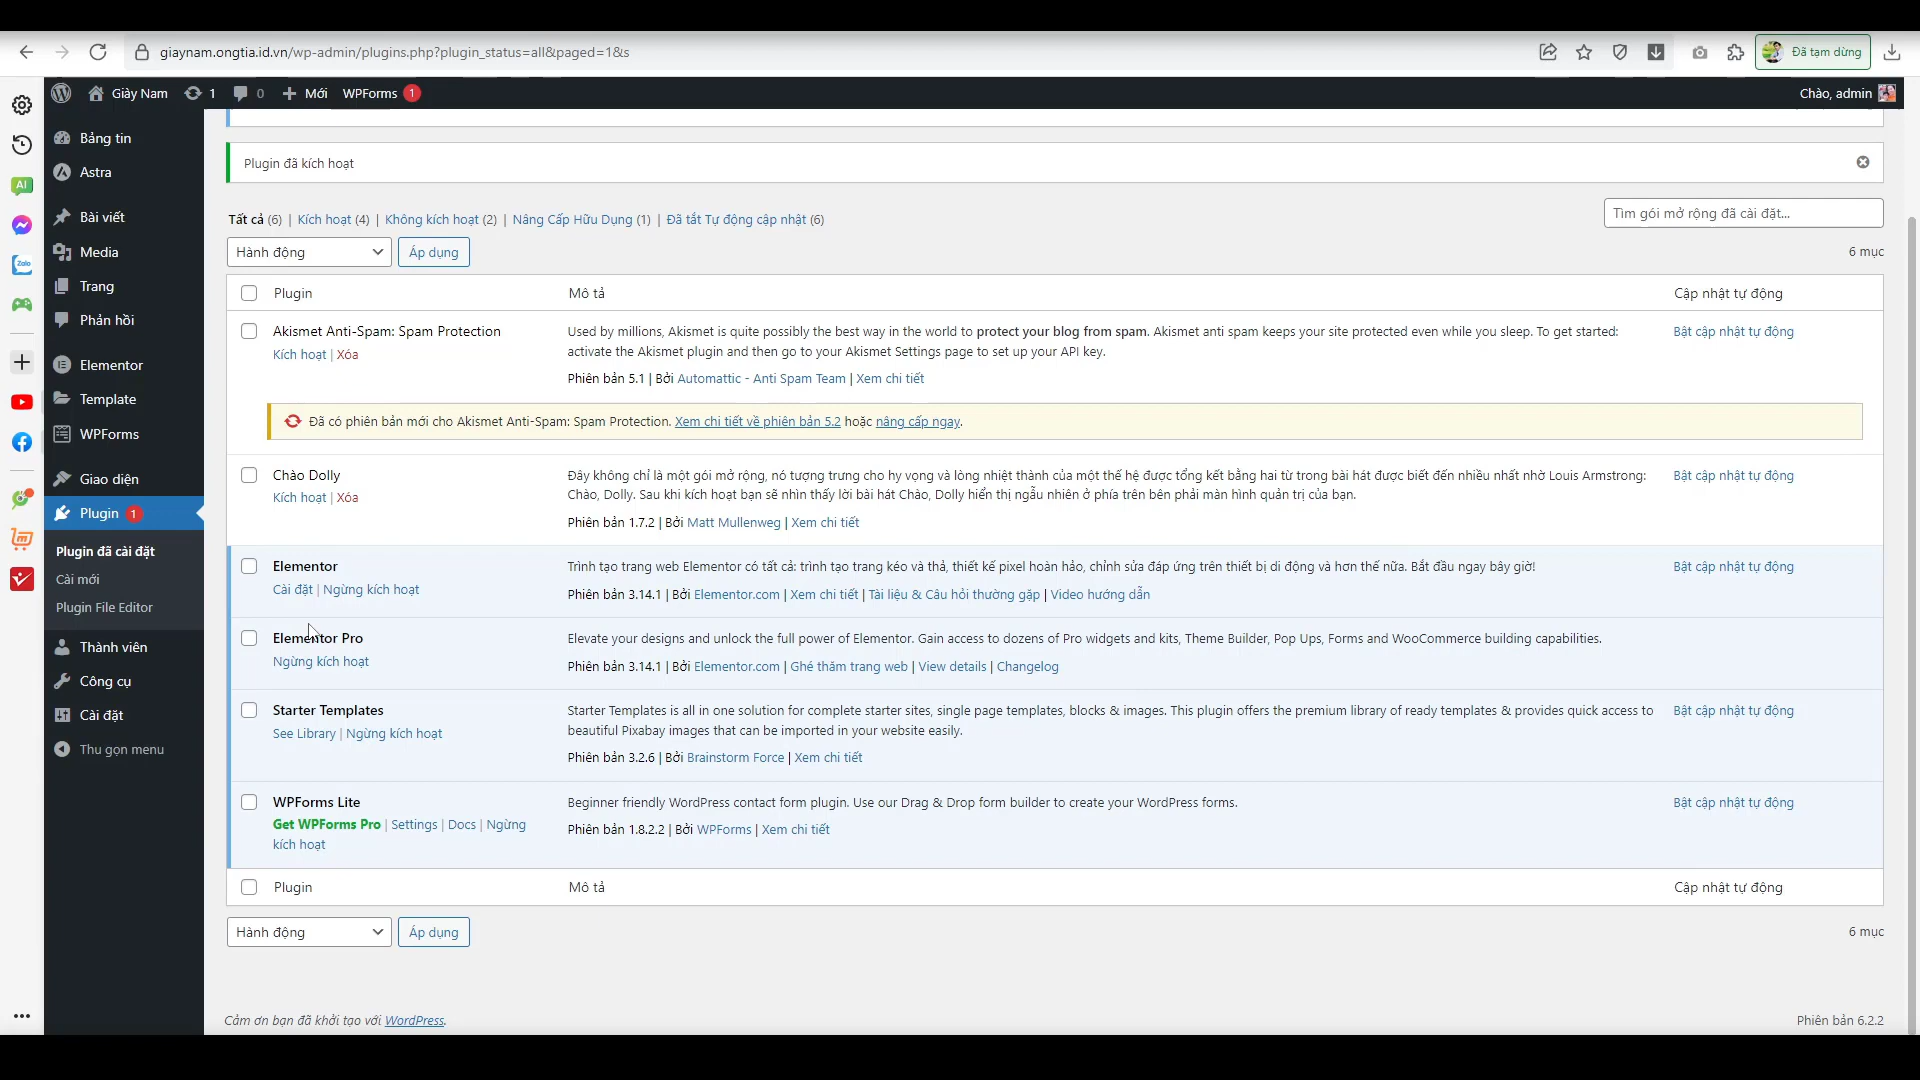 giaynam.ongtia.id.vn/wp-admin/plugins.php?plugin_status=all&paged=1&s
Đã tạm dừng
Giày Nam 1 0 Mới WPForms 1
Chào, admin
AI
Zalo
Bảng tin
Astra
Bài viết
Media
Trang
Phản hồi
Elementor
Template
WPForms
Giao diện
Plugin 1
Plugin đã cài đặt
Cài mới
Plugin File Editor
Thành viên
Công cụ
Cài đặt
Thu gọn menu
Plugin đã kích hoạt
Tất cả (6) | Kích hoạt (4) | Không kích hoạt (2) | Nâng Cấp Hữu Dụng (1) | Đã tắt Tự động cập nhật (6)
Tìm gói mở rộng đã cài đặt...
Hành động Áp dụng
6 mục
Plugin Mô tả Cập nhật tự động
Akismet Anti-Spam: Spam Protection
Kích hoạt | Xóa
Used by millions, Akismet is quite possibly the best way in the world to protect your blog from spam. Akismet anti spam keeps your site protected even while you sleep. To get started:
activate the Akismet plugin and then go to your Akismet Settings page to set up your API key.
Phiên bản 5.1 | Bởi Automattic - Anti Spam Team | Xem chi tiết
Bật cập nhật tự động
Đã có phiên bản mới cho Akismet Anti-Spam: Spam Protection. Xem chi tiết về phiên bản 5.2 hoặc nâng cấp ngay.
Chào Dolly
Kích hoạt | Xóa
Đây không chỉ là một gói mở rộng, nó tượng trưng cho hy vọng và lòng nhiệt thành của một thế hệ được tổng kết bằng hai từ trong bài hát được biết đến nhiều nhất nhờ Louis Armstrong:
Chào, Dolly. Sau khi kích hoạt bạn sẽ nhìn thấy lời bài hát Chào, Dolly hiển thị ngẫu nhiên ở phía trên bên phải màn hình quản trị của bạn.
Phiên bản 1.7.2 | Bởi Matt Mullenweg | Xem chi tiết
Bật cập nhật tự động
Elementor
Cài đặt | Ngừng kích hoạt
Trình tạo trang web Elementor có tất cả: trình tạo trang kéo và thả, thiết kế pixel hoàn hảo, chỉnh sửa đáp ứng trên thiết bị di động và hơn thế nữa. Bắt đầu ngay bây giờ!
Phiên bản 3.14.1 | Bởi Elementor.com | Xem chi tiết | Tài liệu & Câu hỏi thường gặp | Video hướng dẫn
Bật cập nhật tự động
Elementor Pro
Ngừng kích hoạt
Elevate your designs and unlock the full power of Elementor. Gain access to dozens of Pro widgets and kits, Theme Builder, Pop Ups, Forms and WooCommerce building capabilities.
Phiên bản 3.14.1 | Bởi Elementor.com | Ghé thăm trang web | View details | Changelog
Starter Templates
See Library | Ngừng kích hoạt
Starter Templates is all in one solution for complete starter sites, single page templates, blocks & images. This plugin offers the premium library of ready templates & provides quick access to
beautiful Pixabay images that can be imported in your website easily.
Phiên bản 3.2.6 | Bởi Brainstorm Force | Xem chi tiết
Bật cập nhật tự động
WPForms Lite
Get WPForms Pro | Settings | Docs | Ngừng
kích hoạt
Beginner friendly WordPress contact form plugin. Use our Drag & Drop form builder to create your WordPress forms.
Phiên bản 1.8.2.2 | Bởi WPForms | Xem chi tiết
Bật cập nhật tự động
Plugin Mô tả Cập nhật tự động
Hành động Áp dụng
6 mục
Cảm ơn bạn đã khởi tạo với WordPress.
Phiên bản 6.2.2